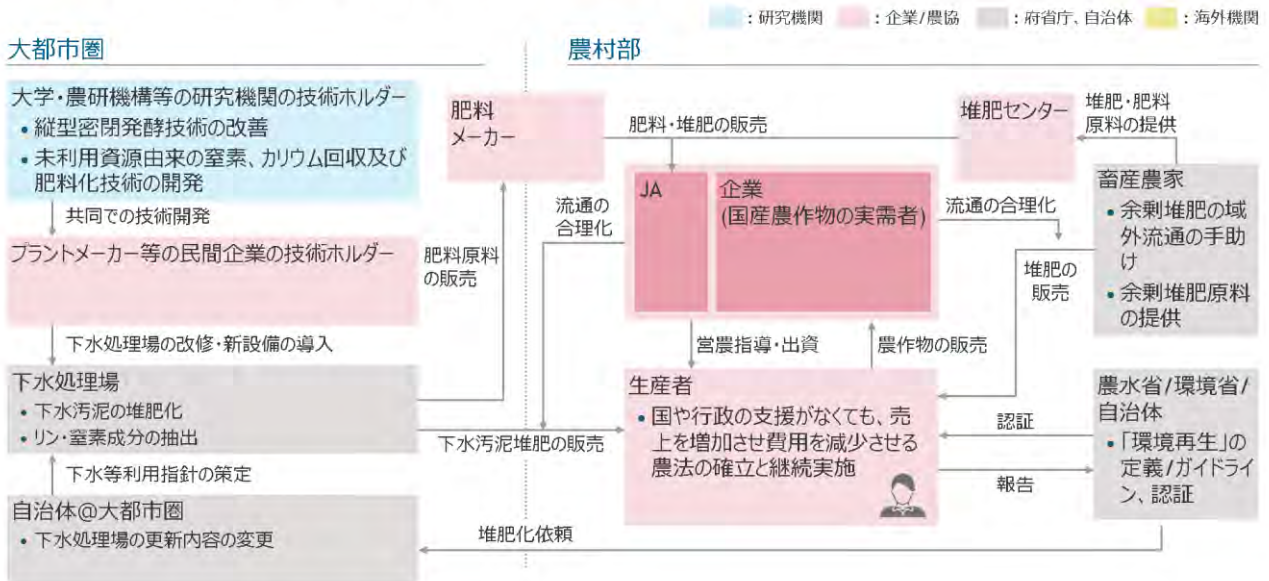 ：研究機関
：企業/農協
：府省庁、自治体
：海外機関
大都市圏
農村部
大学・農研機構等の研究機関の技術ホルダー
• 縦型密閉発酵技術の改善
• 未利用資源由来の窒素、カリウム回収及び
肥料化技術の開発
共同での技術開発
プラントメーカー等の民間企業の技術ホルダー
下水処理場の改修・新設備の導入
下水処理場
• 下水汚泥の堆肥化
• リン・窒素成分の抽出
下水等利用指針の策定
自治体@大都市圏
• 下水処理場の更新内容の変更
肥料
メーカー
肥料原料
の販売
肥料・堆肥の販売
堆肥センター
堆肥・肥料
原料の提供
JA
企業
(国産農作物の実需者)
流通の
合理化
流通の合理化
畜産農家
• 余剰堆肥の域
外流通の手助
け
• 余剰堆肥原料
の提供
堆肥の
販売
営農指導・出資
農作物の販売
下水汚泥堆肥の販売
生産者
• 国や行政の支援がなくても、売
上を増加させ費用を減少させる
農法の確立と継続実施
認証
報告
農水省/環境省/
自治体
• 「環境再生」の
定義/ガイドライ
ン、認証
堆肥化依頼